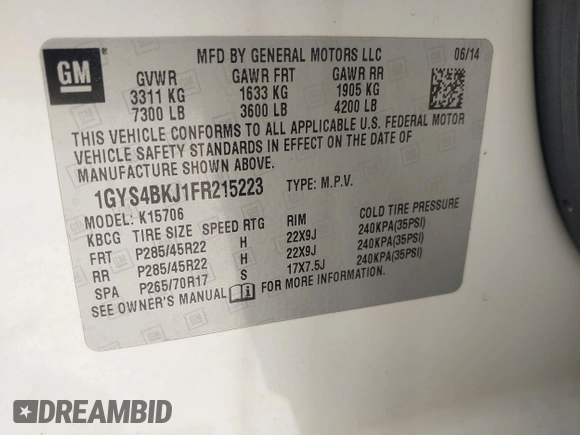 GM
MFD BY GENERAL MOTORS LLC 06/14
GVWR GAWR FRT GAWR RR
3311 KG 1633 KG 1905 KG
7300 LB 3600 LB 4200 LB
THIS VEHICLE CONFORMS TO ALL APPLICABLE U.S. FEDERAL MOTOR
VEHICLE SAFETY STANDARDS IN EFFECT ON THE DATE OF
MANUFACTURE SHOWN ABOVE.
1GYS4BKJ1FR215223 TYPE: M.P.V.
MODEL: K15706
KBCG TIRE SIZE SPEED RTG RIM COLD TIRE PRESSURE
FRT P285/45R22 H 22X9J 240KPA(35PSI)
RR P285/45R22 H 22X9J 240KPA(35PSI)
SPA P265/70R17 S 17X7.5J 240KPA(35PSI)
SEE OWNER'S MANUAL FOR MORE INFORMATION.
DREAMBID